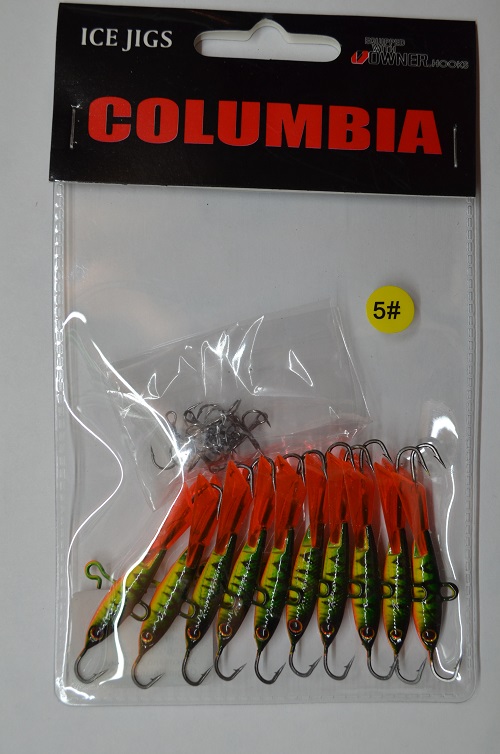 ICE JIGS
EQUIPPED
WITH
OWNER HOOKS
COLUMBIA
5#